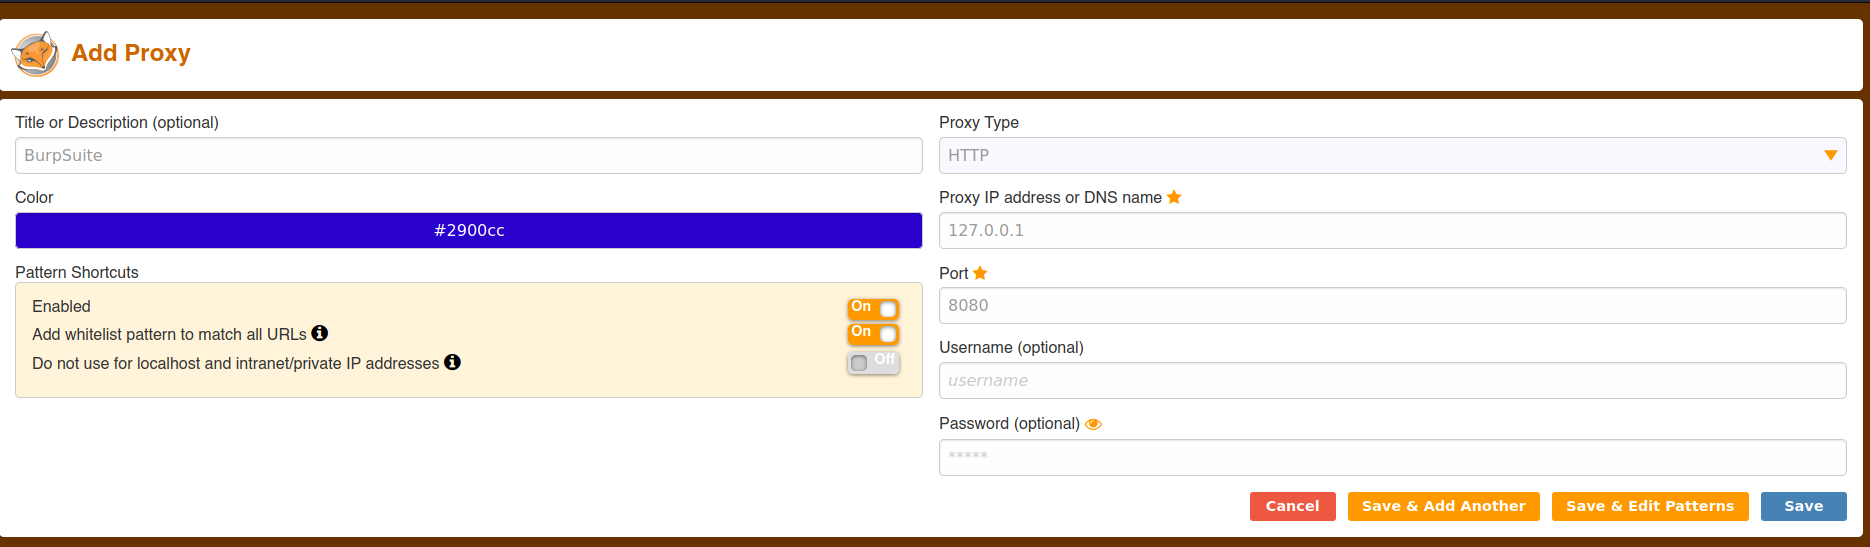 Add Proxy
Title or Description (optional)
BurpSuite
Color
#2900cc
Pattern Shortcuts
Enabled
On
Add whitelist pattern to match all URLs
On
Do not use for localhost and intranet/private IP addresses
Off
Proxy Type
HTTP
Proxy IP address or DNS name
127.0.0.1
Port
8080
Username (optional)
username
Password (optional)
*****
Cancel
Save & Add Another
Save & Edit Patterns
Save